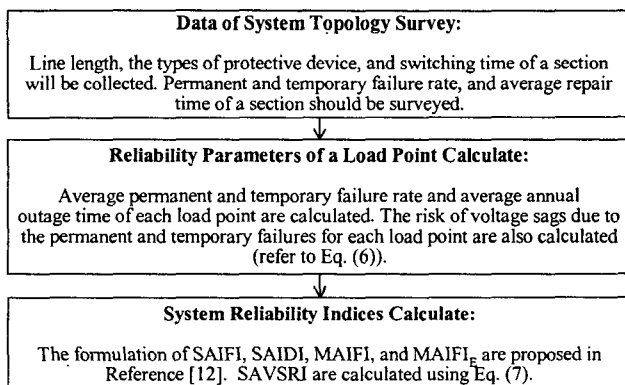 Data of System Topology Survey:
Line length, the types of protective device, and switching time of a section
will be collected. Permanent and temporary failure rate, and average repair
time of a section should be surveyed.
Reliability Parameters of a Load Point Calculate:
Average permanent and temporary failure rate and average annual
outage time of each load point are calculated. The risk of voltage sags due to
the permanent and temporary failures for each load point are also calculated
(refer to Eq. (6)).
System Reliability Indices Calculate:
The formulation of SAIFI, SAIDI, MAIFI, and MAIFI_E are proposed in
Reference [12]. SAVSRI are calculated using Eq. (7).